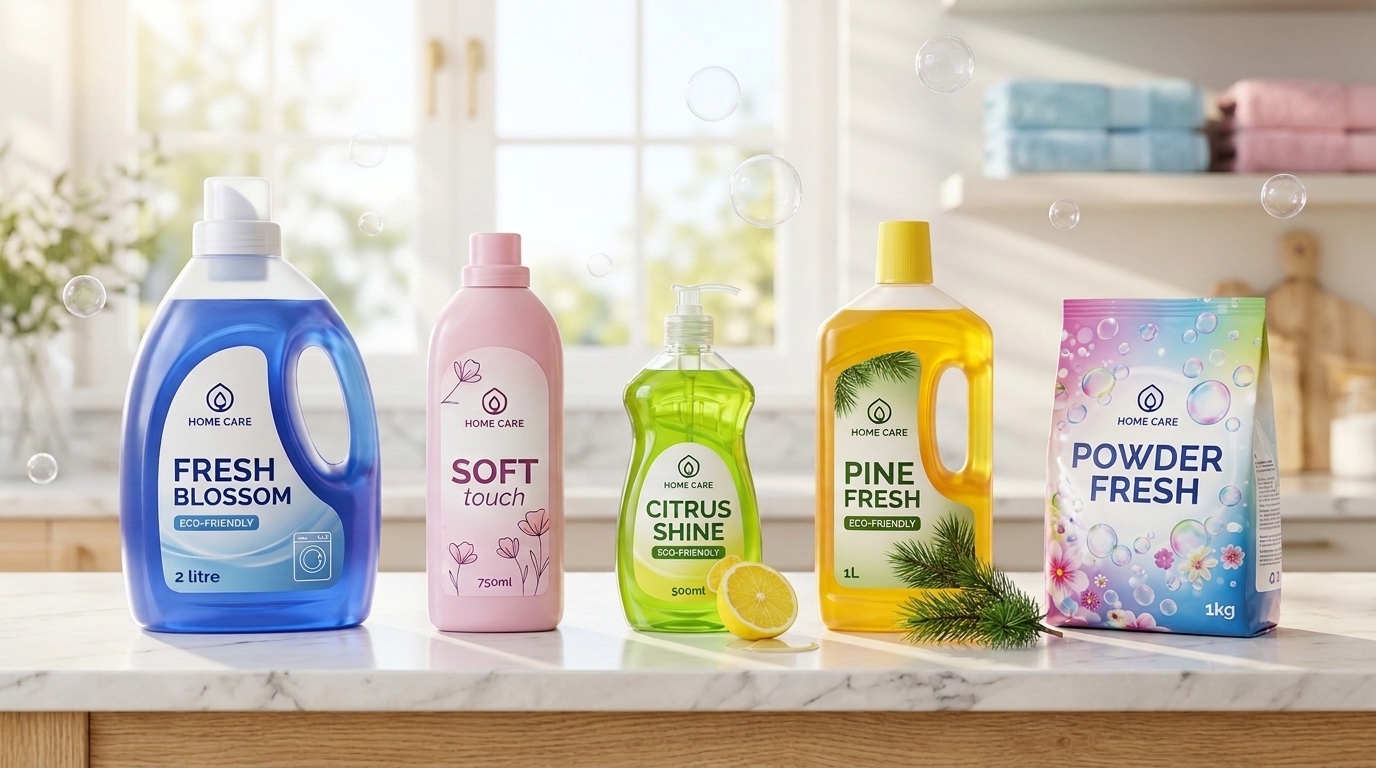 HOME CARE
FRESH
BLOSSOM
ECO-FRIENDLY
2 litre
HOME CARE
SOFT
touch
750ml
HOME CARE
CITRUS
SHINE
ECO-FRIENDLY
500mt
HOME CARE
PINE
FRESH
ECO-FRIENDLY
1L
HOME CARE
POWDER
FRESH
1kg